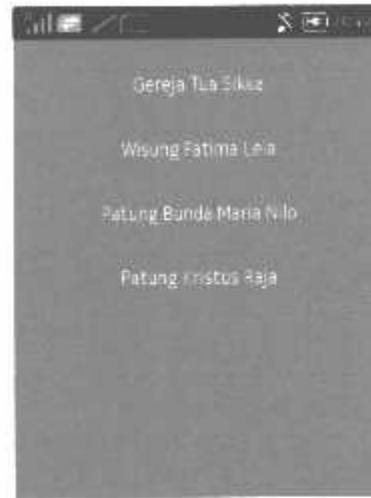 Gereja Tua Sikka
Wisung Fatima Lela
Patung Bunda Maria Nilo
Patung Kristus Raja